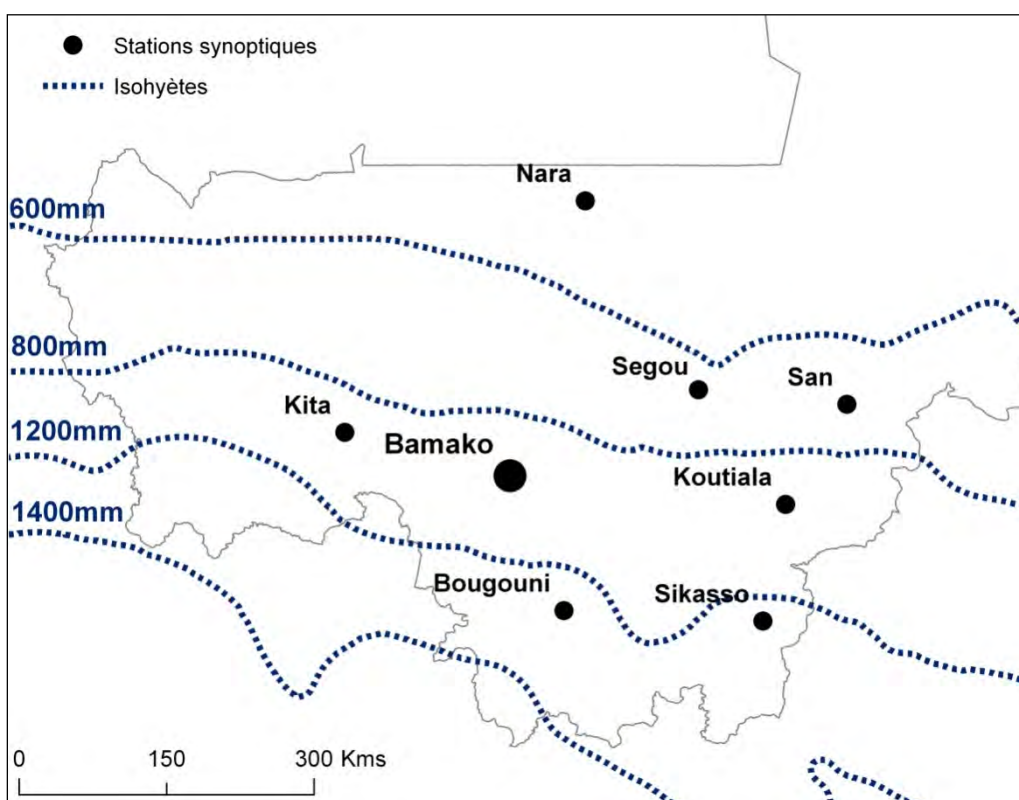 Stations synoptiques
Isohyètes
Nara
600mm
800mm
Segou
San
Kita
1200mm
Bamako
Koutiala
1400mm
Bougouni
Sikasso
0 150 300 Kms